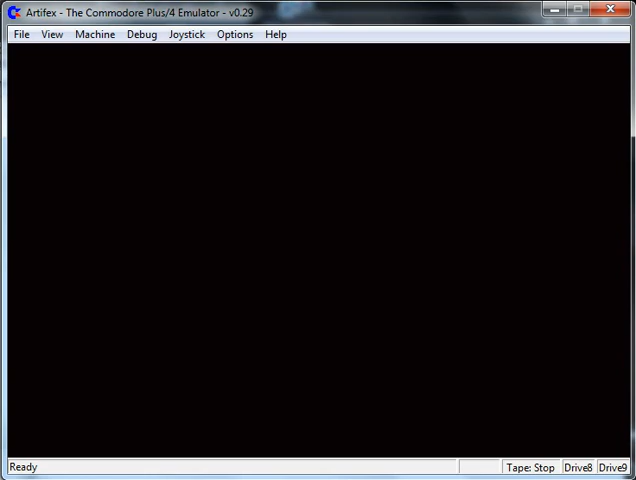 Artifex - The Commodore Plus/4 Emulator - v0.29
File View Machine Debug Joystick Options Help
Ready Tape: Stop Drive8 Drive9